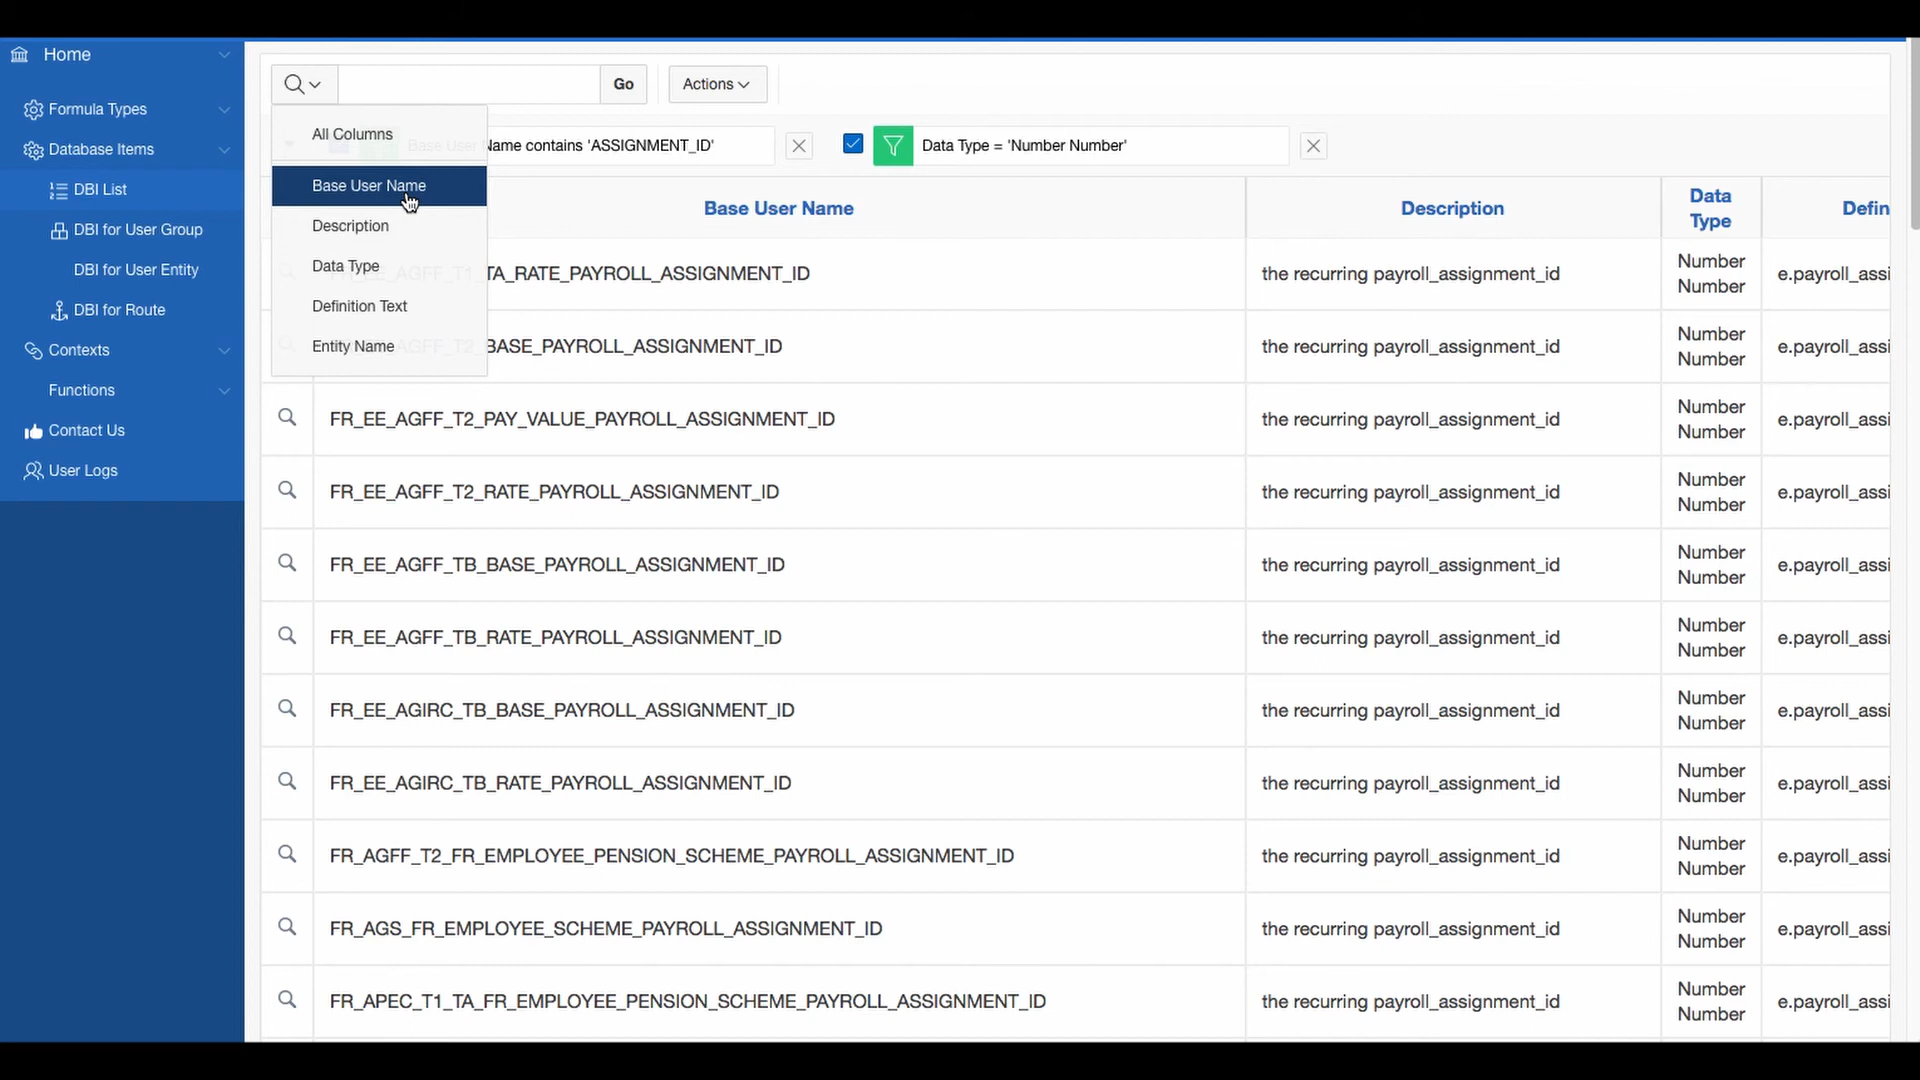 Home
Formula Types
Database Items
DBI List
DBI for User Group
DBI for User Entity
DBI for Route
Contexts
Functions
Contact Us
User Logs
Go
Actions
All Columns
Base User Name
Description
Data Type
Definition Text
Entity Name
Base User Name contains 'ASSIGNMENT_ID'
Data Type = 'Number Number'
Base User Name
Description
Data
Type
Defin
AGFF_T1_TA_RATE_PAYROLL_ASSIGNMENT_ID
the recurring payroll_assignment_id
Number
Number
e.payroll_assi
AGFF_T2_BASE_PAYROLL_ASSIGNMENT_ID
the recurring payroll_assignment_id
Number
Number
e.payroll_assi
FR_EE_AGFF_T2_PAY_VALUE_PAYROLL_ASSIGNMENT_ID
the recurring payroll_assignment_id
Number
Number
e.payroll_assi
FR_EE_AGFF_T2_RATE_PAYROLL_ASSIGNMENT_ID
the recurring payroll_assignment_id
Number
Number
e.payroll_assi
FR_EE_AGFF_TB_BASE_PAYROLL_ASSIGNMENT_ID
the recurring payroll_assignment_id
Number
Number
e.payroll_assi
FR_EE_AGFF_TB_RATE_PAYROLL_ASSIGNMENT_ID
the recurring payroll_assignment_id
Number
Number
e.payroll_assi
FR_EE_AGIRC_TB_BASE_PAYROLL_ASSIGNMENT_ID
the recurring payroll_assignment_id
Number
Number
e.payroll_assi
FR_EE_AGIRC_TB_RATE_PAYROLL_ASSIGNMENT_ID
the recurring payroll_assignment_id
Number
Number
e.payroll_assi
FR_AGFF_T2_FR_EMPLOYEE_PENSION_SCHEME_PAYROLL_ASSIGNMENT_ID
the recurring payroll_assignment_id
Number
Number
e.payroll_assi
FR_AGS_FR_EMPLOYEE_SCHEME_PAYROLL_ASSIGNMENT_ID
the recurring payroll_assignment_id
Number
Number
e.payroll_assi
FR_APEC_T1_TA_FR_EMPLOYEE_PENSION_SCHEME_PAYROLL_ASSIGNMENT_ID
the recurring payroll_assignment_id
Number
Number
e.payroll_assi